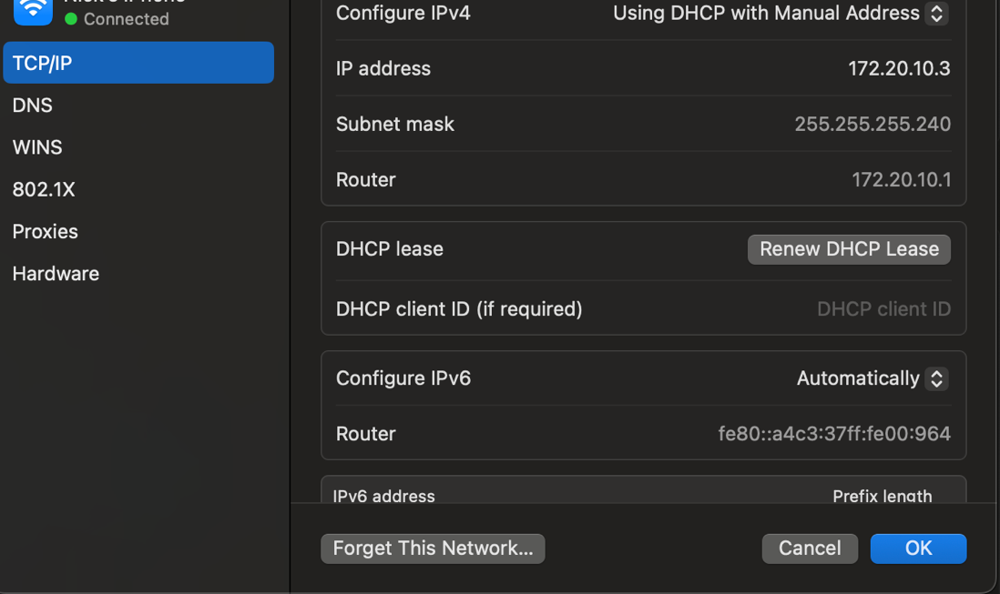 Connected
TCP/IP
DNS
WINS
802.1X
Proxies
Hardware
Configure IPv4 Using DHCP with Manual Address
IP address 172.20.10.3
Subnet mask 255.255.255.240
Router 172.20.10.1
DHCP lease Renew DHCP Lease
DHCP client ID (if required) DHCP client ID
Configure IPv6 Automatically
Router fe80::a4c3:37ff:fe00:964
IPv6 address Prefix length
Forget This Network... Cancel OK